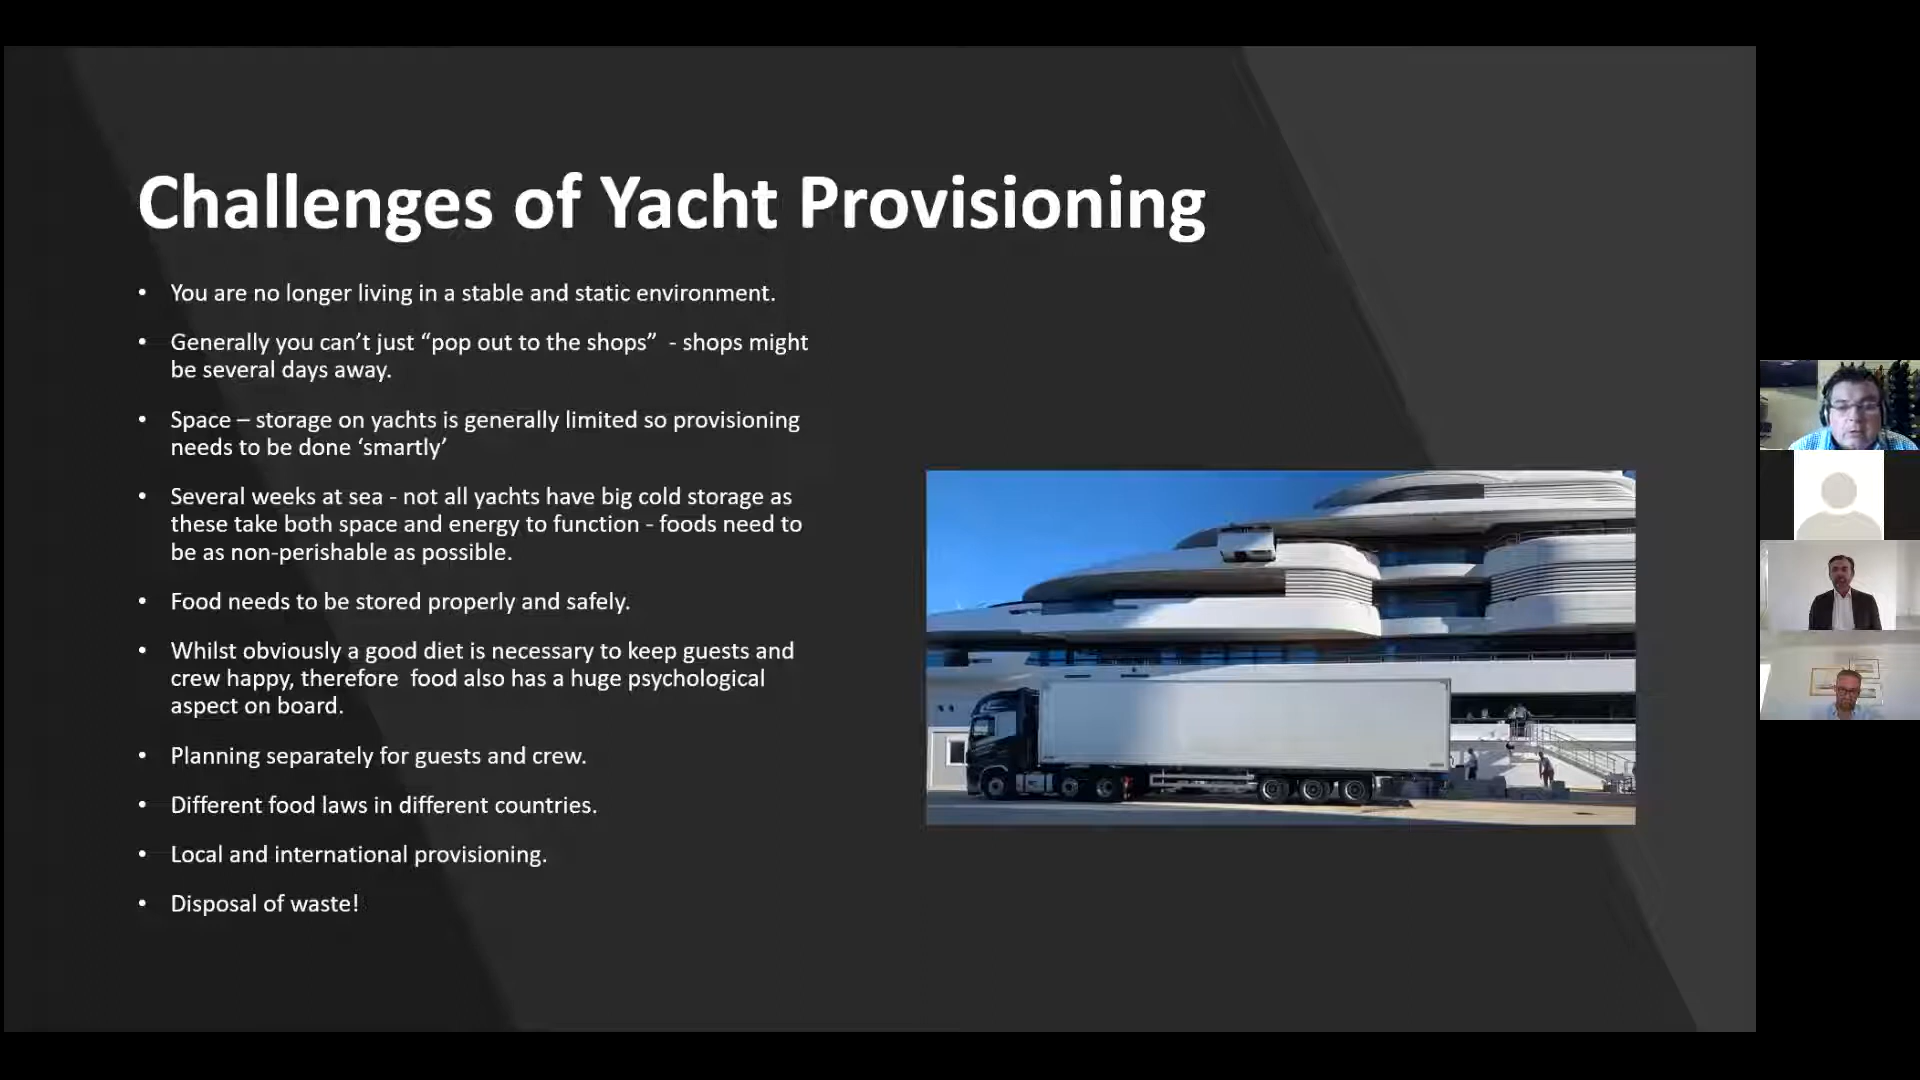 Challenges of Yacht Provisioning
• You are no longer living in a stable and static environment.
• Generally you can’t just “pop out to the shops”  - shops might
be several days away.
• Space – storage on yachts is generally limited so provisioning
needs to be done ‘smartly’
• Several weeks at sea - not all yachts have big cold storage as
these take both space and energy to function - foods need to
be as non-perishable as possible.
• Food needs to be stored properly and safely.
• Whilst obviously a good diet is necessary to keep guests and
crew happy, therefore  food also has a huge psychological
aspect on board.
• Planning separately for guests and crew.
• Different food laws in different countries.
• Local and international provisioning.
• Disposal of waste!